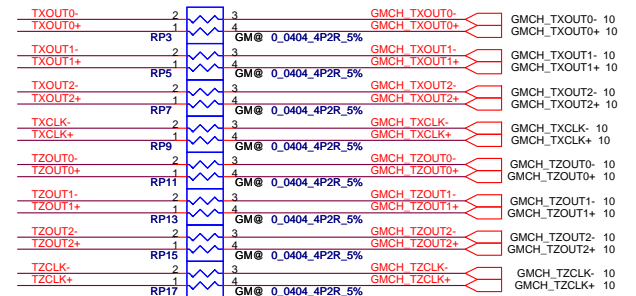 TXOUT0- 2 3 GMCH_TXOUT0- GMCH_TXOUT0- 10
TXOUT0+ 1 4 GMCH_TXOUT0+ GMCH_TXOUT0+ 10
RP3 GM@ 0_0404_4P2R_5%
TXOUT1- 2 3 GMCH_TXOUT1- GMCH_TXOUT1- 10
TXOUT1+ 1 4 GMCH_TXOUT1+ GMCH_TXOUT1+ 10
RP5 GM@ 0_0404_4P2R_5%
TXOUT2- 2 3 GMCH_TXOUT2- GMCH_TXOUT2- 10
TXOUT2+ 1 4 GMCH_TXOUT2+ GMCH_TXOUT2+ 10
RP7 GM@ 0_0404_4P2R_5%
TXCLK- 2 3 GMCH_TXCLK- GMCH_TXCLK- 10
TXCLK+ 1 4 GMCH_TXCLK+ GMCH_TXCLK+ 10
RP9 GM@ 0_0404_4P2R_5%
TZOUT0- 2 3 GMCH_TZOUT0- GMCH_TZOUT0- 10
TZOUT0+ 1 4 GMCH_TZOUT0+ GMCH_TZOUT0+ 10
RP11 GM@ 0_0404_4P2R_5%
TZOUT1- 2 3 GMCH_TZOUT1- GMCH_TZOUT1- 10
TZOUT1+ 1 4 GMCH_TZOUT1+ GMCH_TZOUT1+ 10
RP13 GM@ 0_0404_4P2R_5%
TZOUT2- 2 3 GMCH_TZOUT2- GMCH_TZOUT2- 10
TZOUT2+ 1 4 GMCH_TZOUT2+ GMCH_TZOUT2+ 10
RP15 GM@ 0_0404_4P2R_5%
TZCLK- 2 3 GMCH_TZCLK- GMCH_TZCLK- 10
TZCLK+ 1 4 GMCH_TZCLK+ GMCH_TZCLK+ 10
RP17 GM@ 0_0404_4P2R_5%